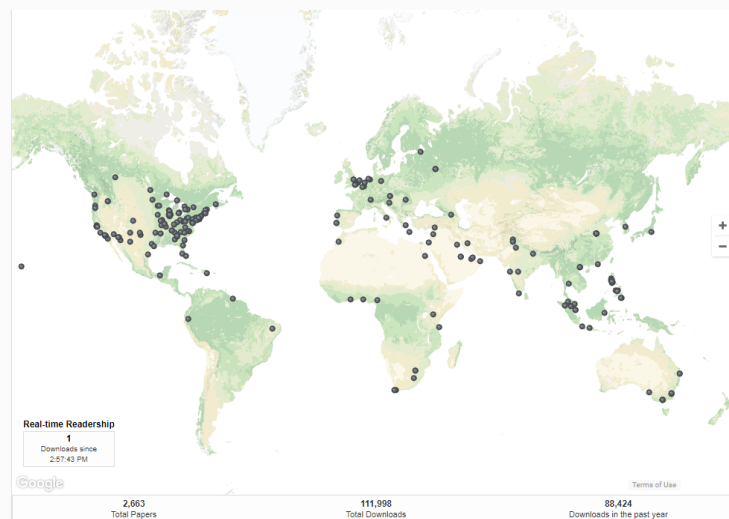 +
−
Real-time Readership
1
Downloads since
2:57:43 PM
Google
Terms of Use
2,663
Total Papers
111,998
Total Downloads
88,424
Downloads in the past year